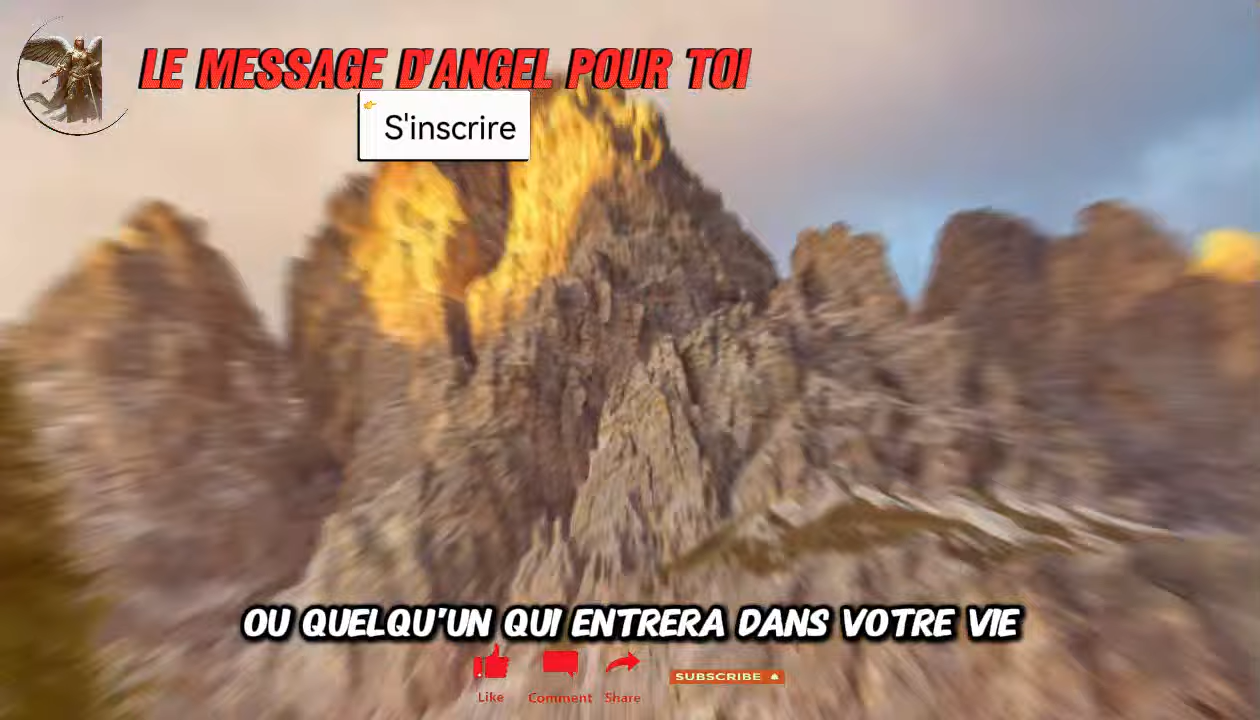 LE MESSAGE D'ANGEL POUR TOI
S'inscrire
OU QUELQU'UN QUI ENTRERA DANS VOTRE VIE
Like Comment Share SUBSCRIBE